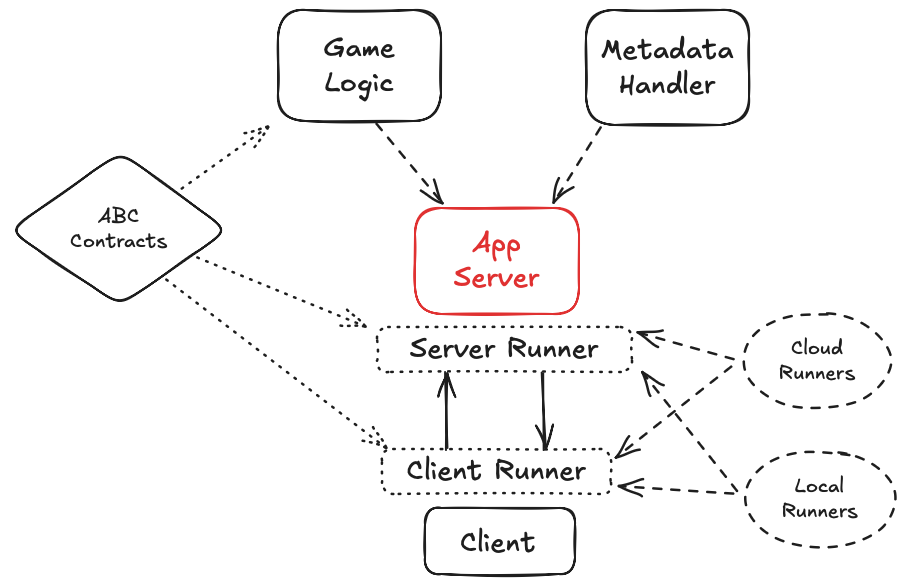 Game
Logic
Metadata
Handler
ABC
Contracts
App
Server
Server Runner
Cloud
Runners
Client Runner
Local
Runners
Client